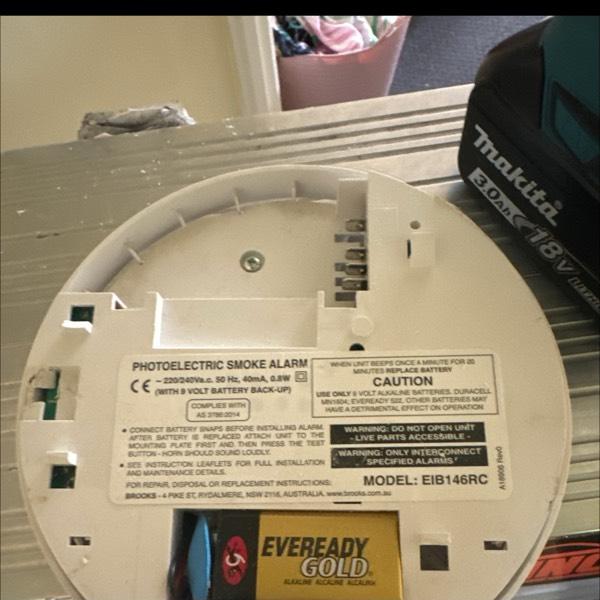 Makita
3.0Ah
18V
PHOTOELECTRIC SMOKE ALARM
CE ~ 220/240Va.c. 50 Hz, 40mA, 0.8W
(WITH 9 VOLT BATTERY BACK-UP)
COMPLIES WITH
AS 3786:2014
• CONNECT BATTERY SNAPS BEFORE INSTALLING ALARM.
AFTER BATTERY IS REPLACED ATTACH UNIT TO THE
MOUNTING PLATE FIRST AND THEN PRESS THE TEST
BUTTON - HORN SHOULD SOUND LOUDLY.
• SEE INSTRUCTION LEAFLETS FOR FULL INSTALLATION
AND MAINTENANCE DETAILS.
FOR REPAIR, DISPOSAL OR REPLACEMENT INSTRUCTIONS:
BROOKS - 4 PIKE ST, RYDALMERE, NSW 2116, AUSTRALIA. www.brooks.com.au
WHEN UNIT BEEPS ONCE A MINUTE FOR 20
MINUTES REPLACE BATTERY
CAUTION
USE ONLY 9 VOLT ALKALINE BATTERIES, DURACELL
MN1604; EVEREADY 522, OTHER BATTERIES MAY
HAVE A DETRIMENTAL EFFECT ON OPERATION
WARNING: DO NOT OPEN UNIT
- LIVE PARTS ACCESSIBLE -
WARNING: ONLY INTERCONNECT
SPECIFIED ALARMS
MODEL: EIB146RC
A18906 Rev0
EVEREADY
GOLD
ALKALINE ALCALINE ALCALINA